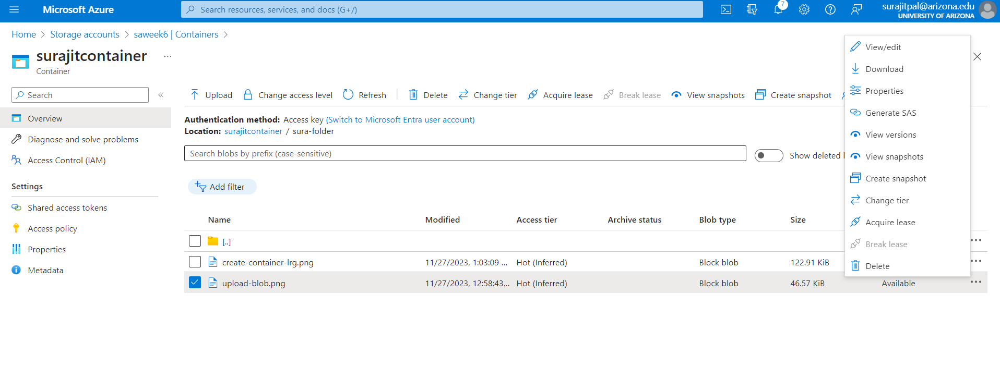 Microsoft Azure
Search resources, services, and docs (G+/)
7
surajitpal@arizona.edu
UNIVERSITY OF ARIZONA
Home > Storage accounts > saweek6 | Containers >
surajitcontainer ...
Container
Search
«
Overview
Diagnose and solve problems
Access Control (IAM)
Settings
Shared access tokens
Access policy
Properties
Metadata
Upload Change access level Refresh Delete Change tier Acquire lease Break lease View snapshots Create snapshot
Authentication method: Access key (Switch to Microsoft Entra user account)
Location: surajitcontainer / sura-folder
Search blobs by prefix (case-sensitive)
Show deleted
Add filter
Name Modified Access tier Archive status Blob type Size
[..]
create-container-lrg.png 11/27/2023, 1:03:09 ... Hot (Inferred) Block blob 122.91 KiB
upload-blob.png 11/27/2023, 12:58:43... Hot (Inferred) Block blob 46.57 KiB Available
View/edit
Download
Properties
Generate SAS
View versions
View snapshots
Create snapshot
Change tier
Acquire lease
Break lease
Delete